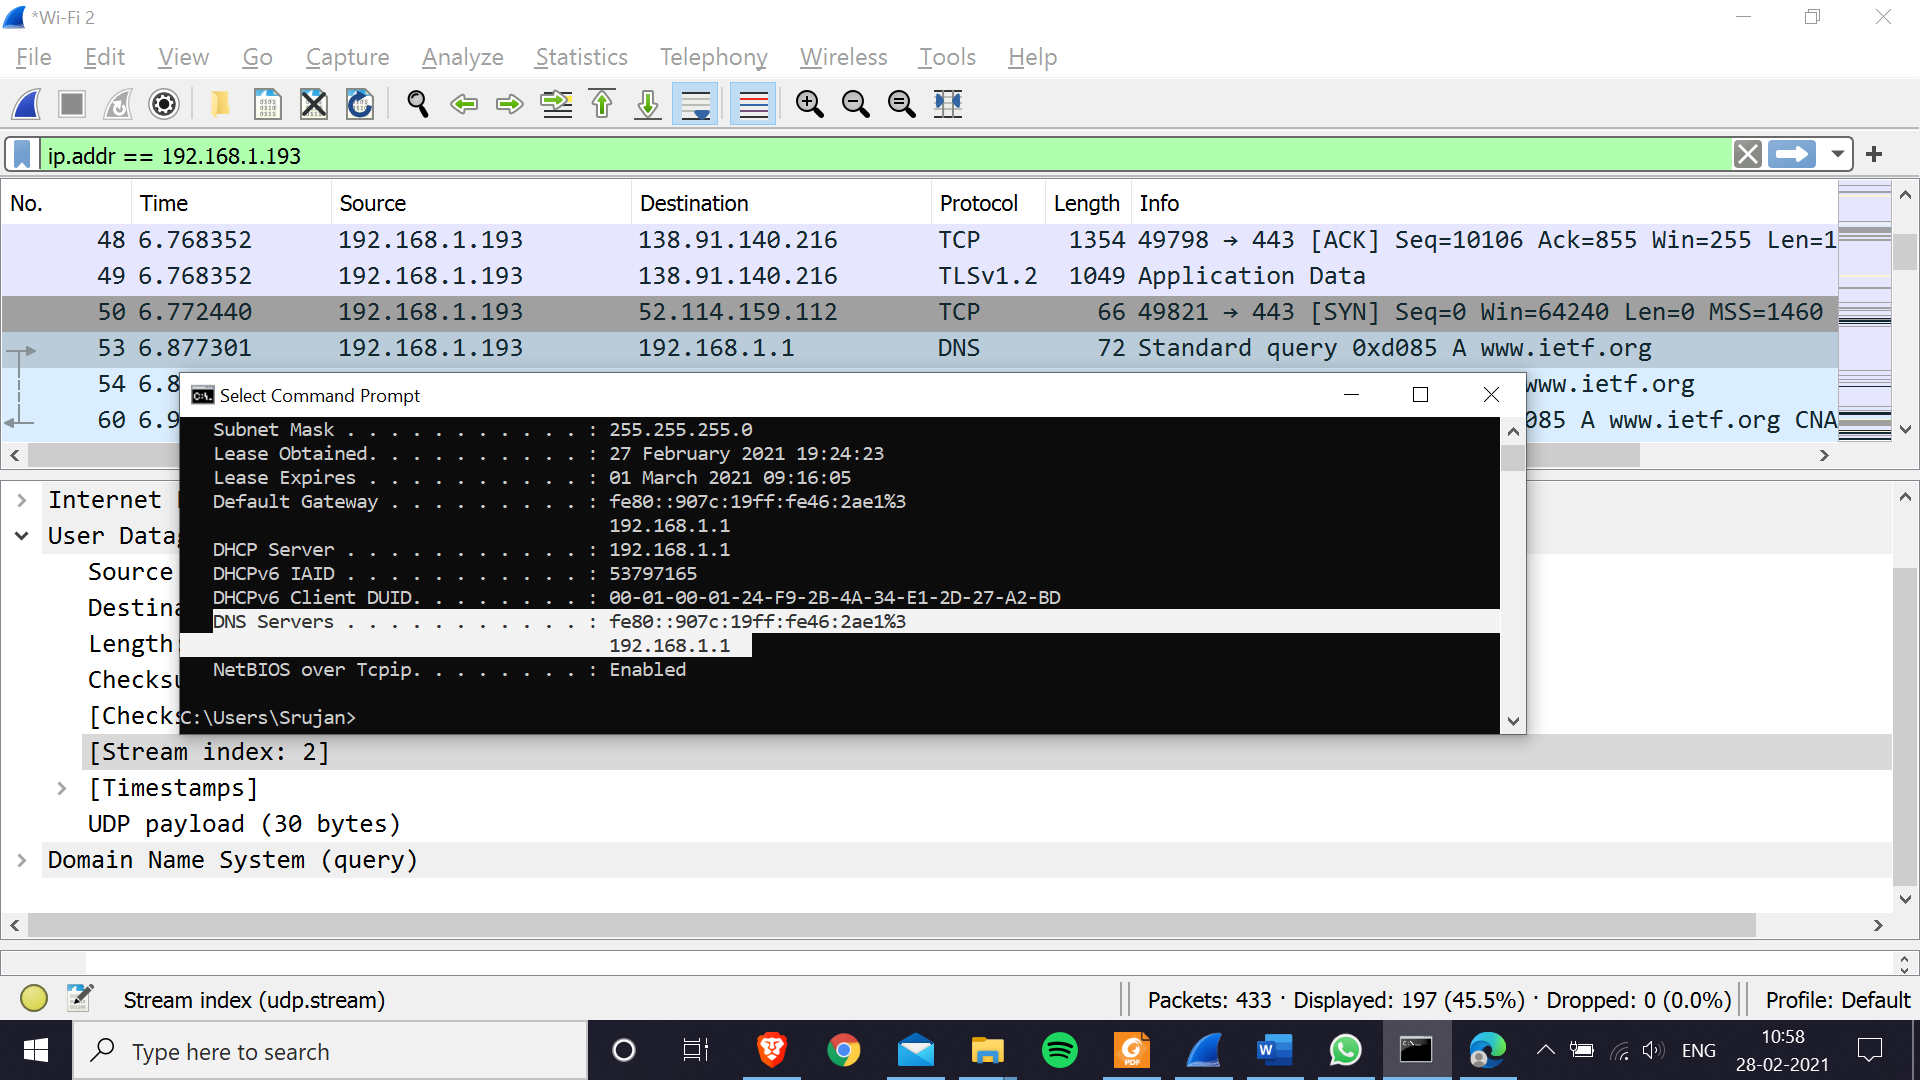 *Wi-Fi 2
File Edit View Go Capture Analyze Statistics Telephony Wireless Tools Help
ip.addr == 192.168.1.193
No. Time Source Destination Protocol Length Info
48 6.768352 192.168.1.193 138.91.140.216 TCP 1354 49798 → 443 [ACK] Seq=10106 Ack=855 Win=255 Len=1
49 6.768352 192.168.1.193 138.91.140.216 TLSv1.2 1049 Application Data
50 6.772440 192.168.1.193 52.114.159.112 TCP 66 49821 → 443 [SYN] Seq=0 Win=64240 Len=0 MSS=1460
53 6.877301 192.168.1.193 192.168.1.1 DNS 72 Standard query 0xd085 A www.ietf.org
54 6.8 www.ietf.org
60 6.9 085 A www.ietf.org CNA
Select Command Prompt
Subnet Mask . . . . . . . . . . . : 255.255.255.0
Lease Obtained. . . . . . . . . . : 27 February 2021 19:24:23
Lease Expires . . . . . . . . . . : 01 March 2021 09:16:05
Default Gateway . . . . . . . . . : fe80::907c:19ff:fe46:2ae1%3
192.168.1.1
DHCP Server . . . . . . . . . . . : 192.168.1.1
DHCPv6 IAID . . . . . . . . . . . : 53797165
DHCPv6 Client DUID. . . . . . . . : 00-01-00-01-24-F9-2B-4A-34-E1-2D-27-A2-BD
DNS Servers . . . . . . . . . . . : fe80::907c:19ff:fe46:2ae1%3
192.168.1.1
NetBIOS over Tcpip. . . . . . . . : Enabled
C:\Users\Srujan>
Internet
User Data
Source
Destina
Length
Checks
[Checks
[Stream index: 2]
[Timestamps]
UDP payload (30 bytes)
Domain Name System (query)
Stream index (udp.stream) Packets: 433 · Displayed: 197 (45.5%) · Dropped: 0 (0.0%) Profile: Default
Type here to search ENG 10:58
28-02-2021